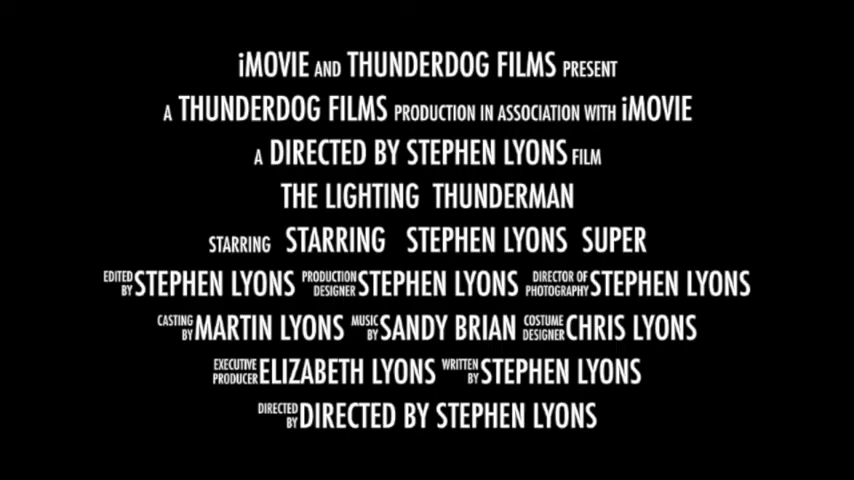 iMOVIE AND THUNDERDOG FILMS PRESENT
A THUNDERDOG FILMS PRODUCTION IN ASSOCIATION WITH iMOVIE
A DIRECTED BY STEPHEN LYONS FILM
THE LIGHTING THUNDERMAN
STARRING STARRING STEPHEN LYONS SUPER
EDITED BY STEPHEN LYONS PRODUCTION DESIGNER STEPHEN LYONS DIRECTOR OF PHOTOGRAPHY STEPHEN LYONS
CASTING BY MARTIN LYONS MUSIC BY SANDY BRIAN COSTUME DESIGNER CHRIS LYONS
EXECUTIVE PRODUCER ELIZABETH LYONS WRITTEN BY STEPHEN LYONS
DIRECTED BY DIRECTED BY STEPHEN LYONS